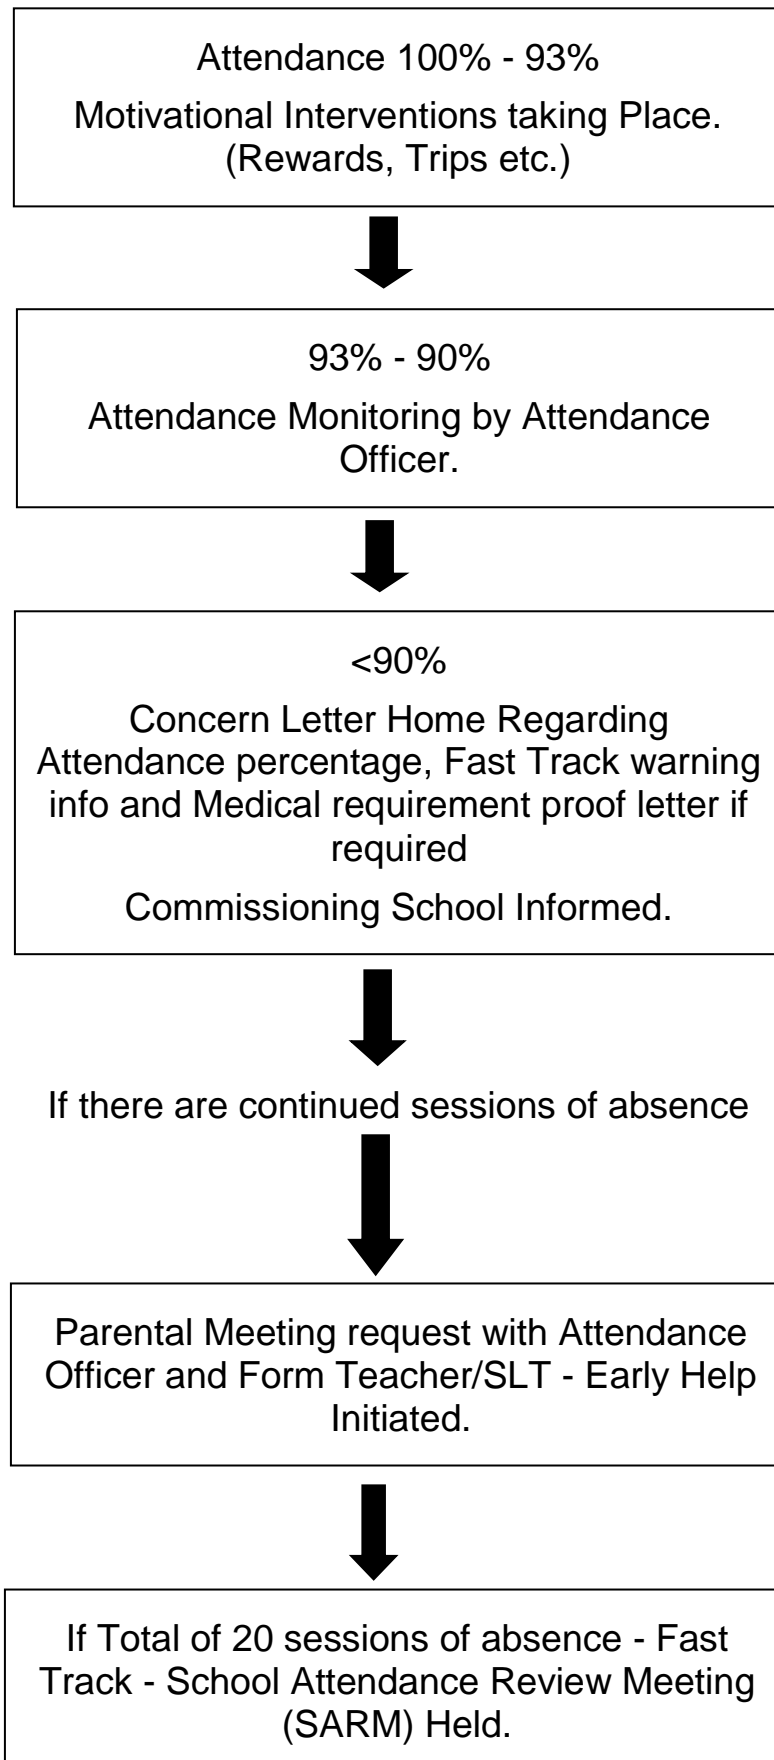 Attendance 100% - 93%
Motivational Interventions taking Place.
(Rewards, Trips etc.)
93% - 90%
Attendance Monitoring by Attendance
Officer.
<90%
Concern Letter Home Regarding
Attendance percentage, Fast Track warning
info and Medical requirement proof letter if
required
Commissioning School Informed.
If there are continued sessions of absence
Parental Meeting request with Attendance
Officer and Form Teacher/SLT - Early Help
Initiated.
If Total of 20 sessions of absence - Fast
Track - School Attendance Review Meeting
(SARM) Held.